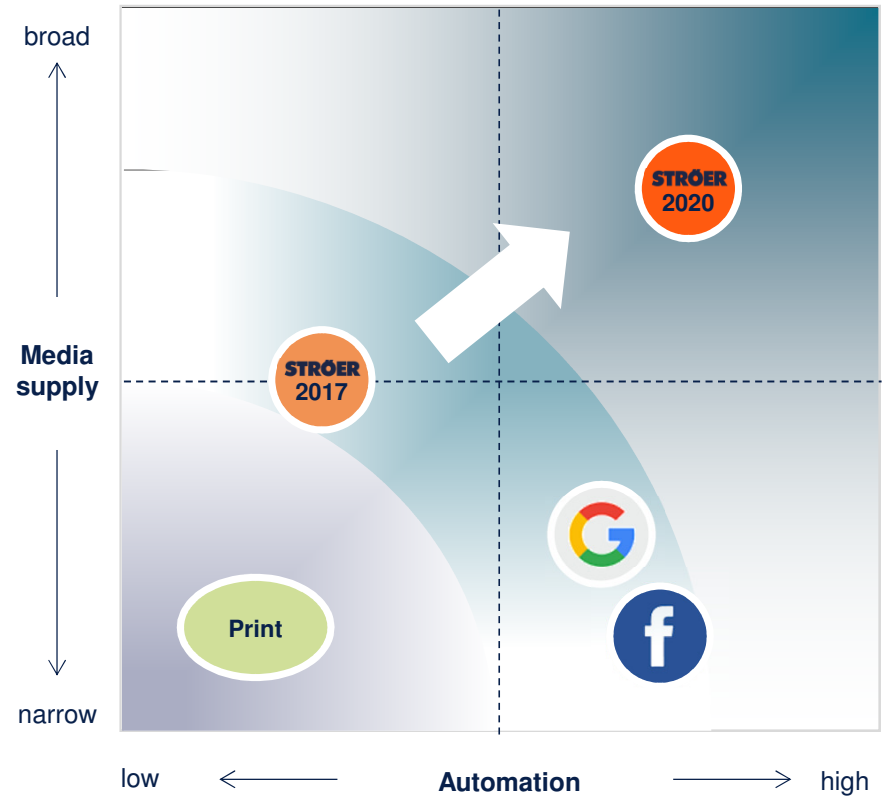 broad
STRÖER
2020
Media
supply
STRÖER
2017
Print
narrow
low
Automation
high